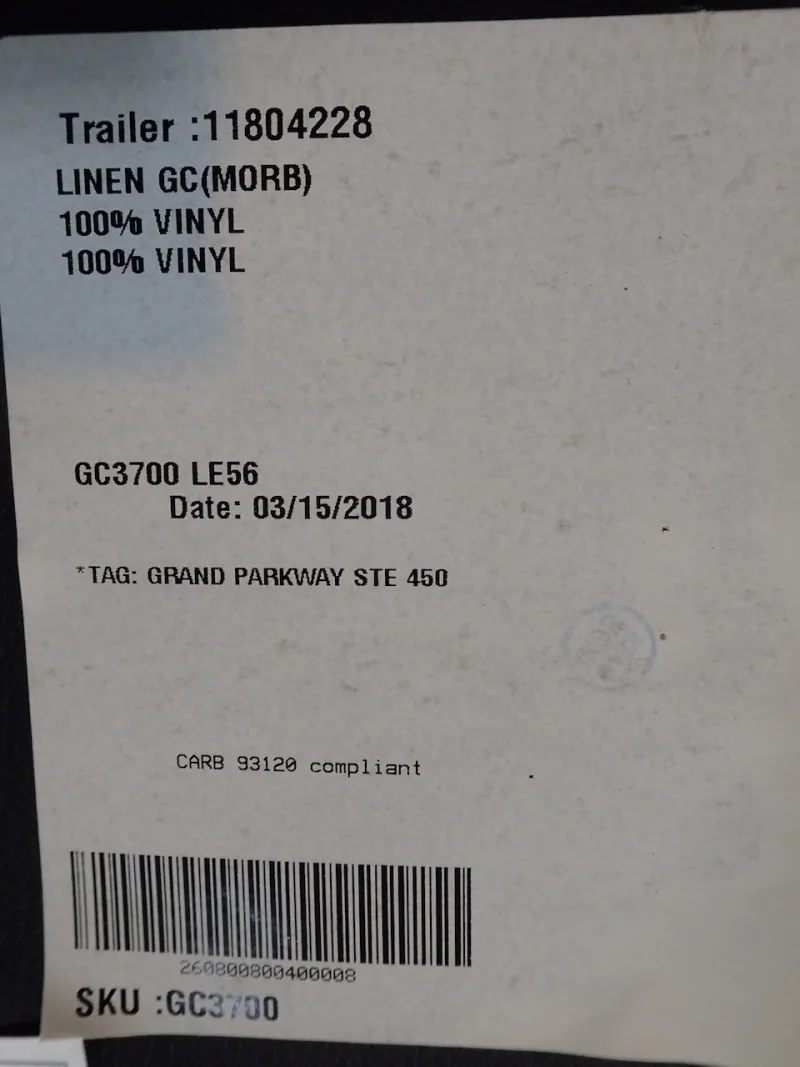 Trailer :11804228
LINEN GC(MORB)
100% VINYL
100% VINYL
GC3700 LE56
Date: 03/15/2018
*TAG: GRAND PARKWAY STE 450
CARB 93120 compliant
260800800400008
SKU :GC3700